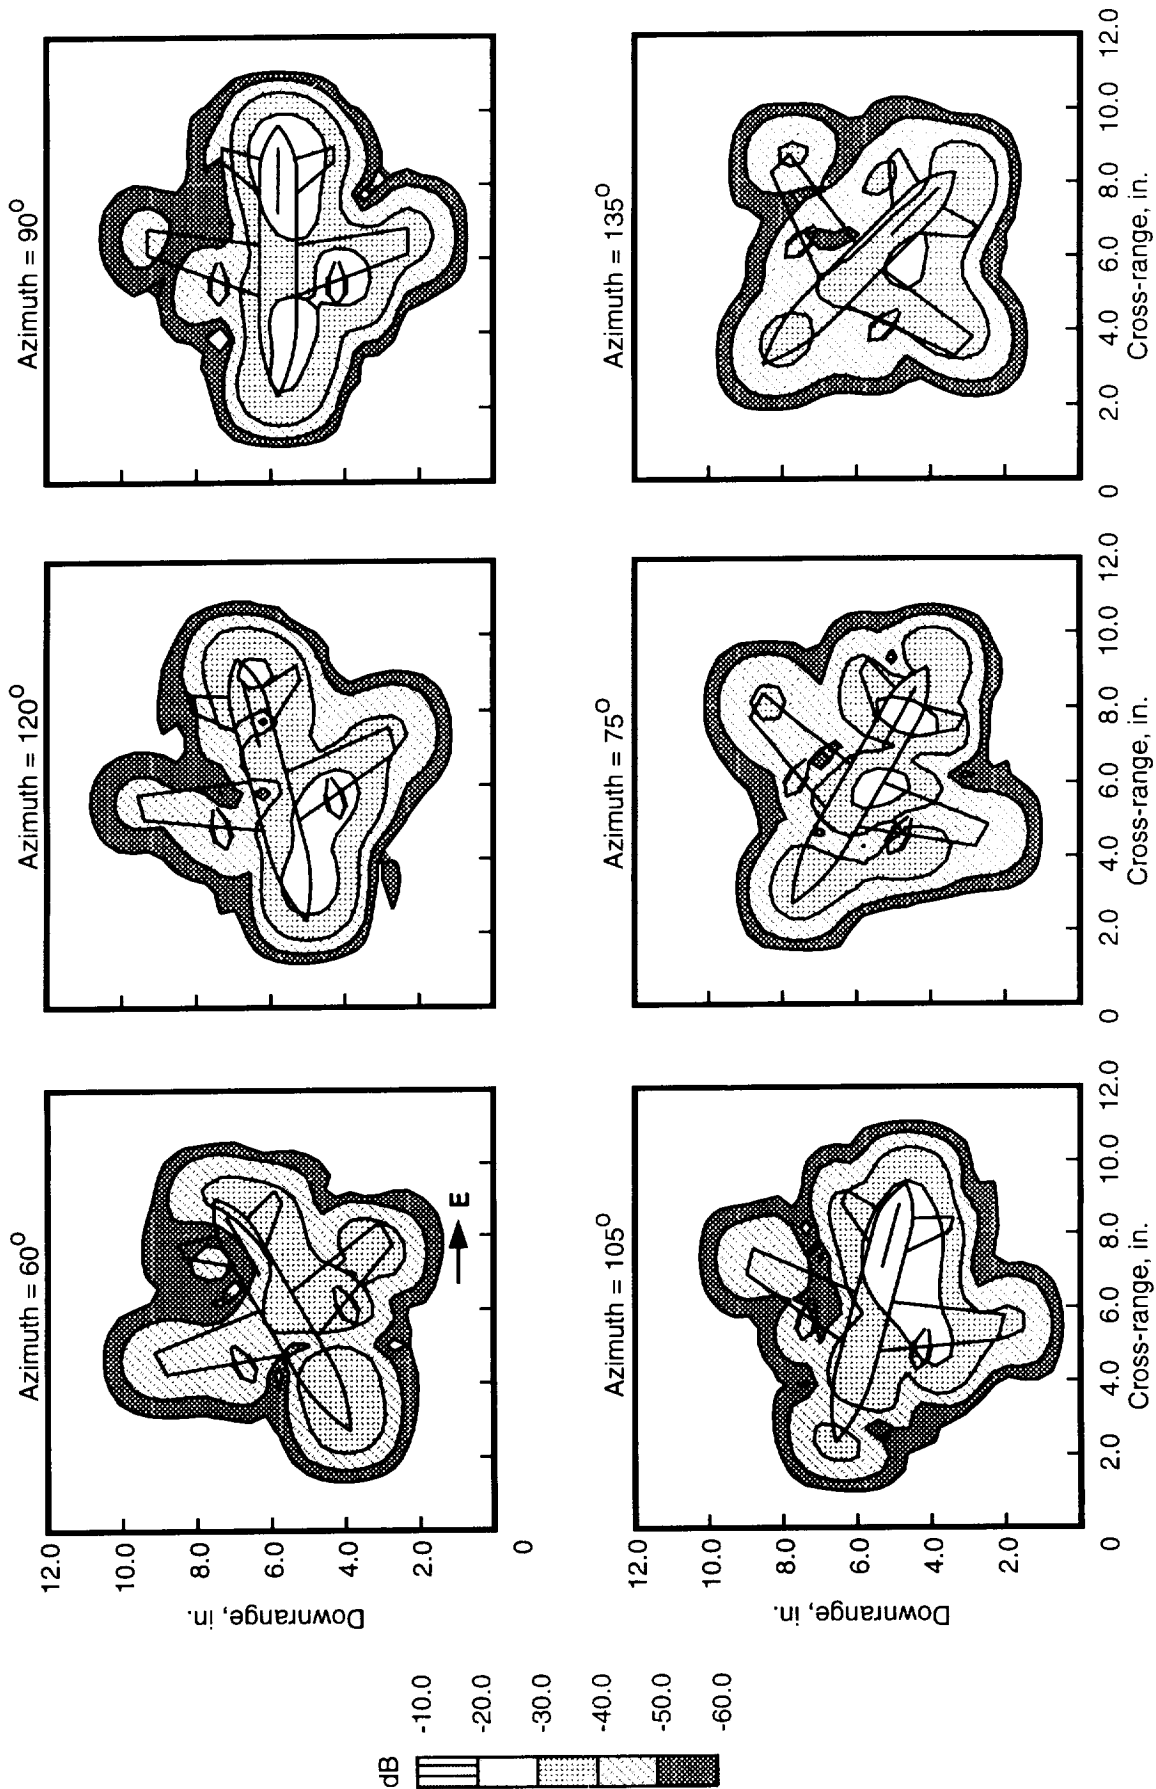 dB
-10.0
-20.0
-30.0
-40.0
-50.0
-60.0
Azimuth = 60°
Azimuth = 120°
Azimuth = 90°
Downrange, in.
12.0
10.0
8.0
6.0
4.0
2.0
0
E
Azimuth = 105°
Azimuth = 75°
Azimuth = 135°
Downrange, in.
12.0
10.0
8.0
6.0
4.0
2.0
0 2.0 4.0 6.0 8.0 10.0 12.0
Cross-range, in.
0 2.0 4.0 6.0 8.0 10.0 12.0
Cross-range, in.
0 2.0 4.0 6.0 8.0 10.0 12.0
Cross-range, in.